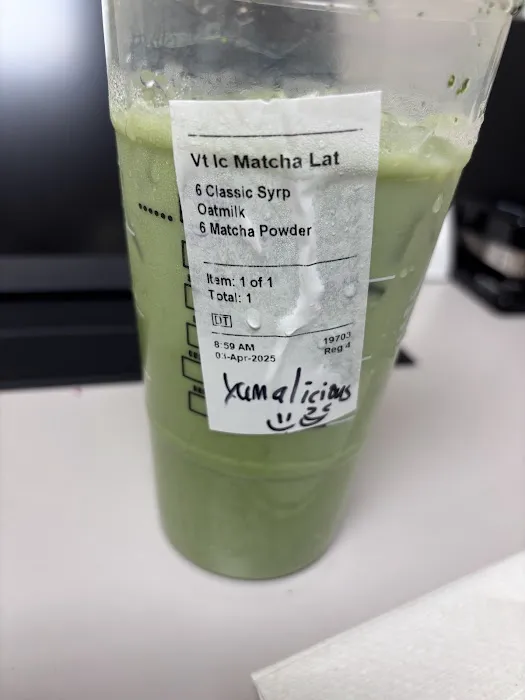 Vt Ic Matcha Lat
6 Classic Syrp
Oatmilk
6 Matcha Powder
Item: 1 of 1
Total: 1
DT
8:59 AM 19703
03-Apr-2025 Reg 4
Yumalicious